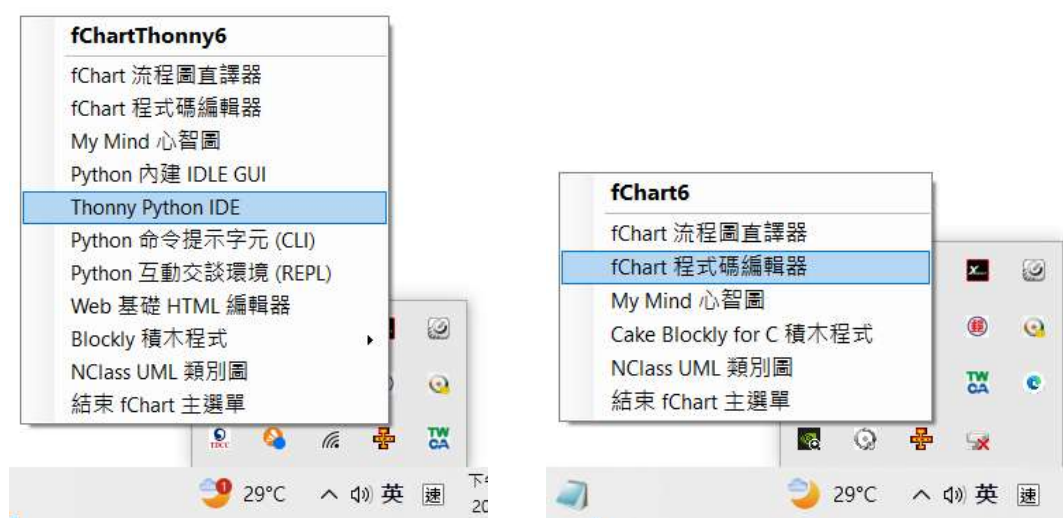 fChartThonny6
fChart 流程圖直譯器
fChart 程式碼編輯器
My Mind 心智圖
Python 內建 IDLE GUI
Thonny Python IDE
Python 命令提示字元 (CLI)
Python 互動交談環境 (REPL)
Web 基礎 HTML 編輯器
Blockly 積木程式
NClass UML 類別圖
結束 fChart 主選單
TDCC
TW
CA
1
29°C
英
速
下午
20
fChart6
fChart 流程圖直譯器
fChart 程式碼編輯器
My Mind 心智圖
Cake Blockly for C 積木程式
NClass UML 類別圖
結束 fChart 主選單
TW
CA
29°C
英
速